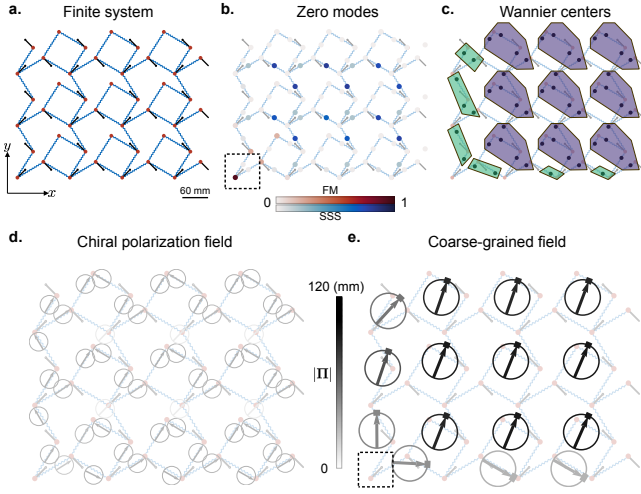 a. Finite system
b. Zero modes
c. Wannier centers
y
x
60 mm
FM
0 1
SSS
d. Chiral polarization field
e. Coarse-grained field
120 (mm)
|Π|
0